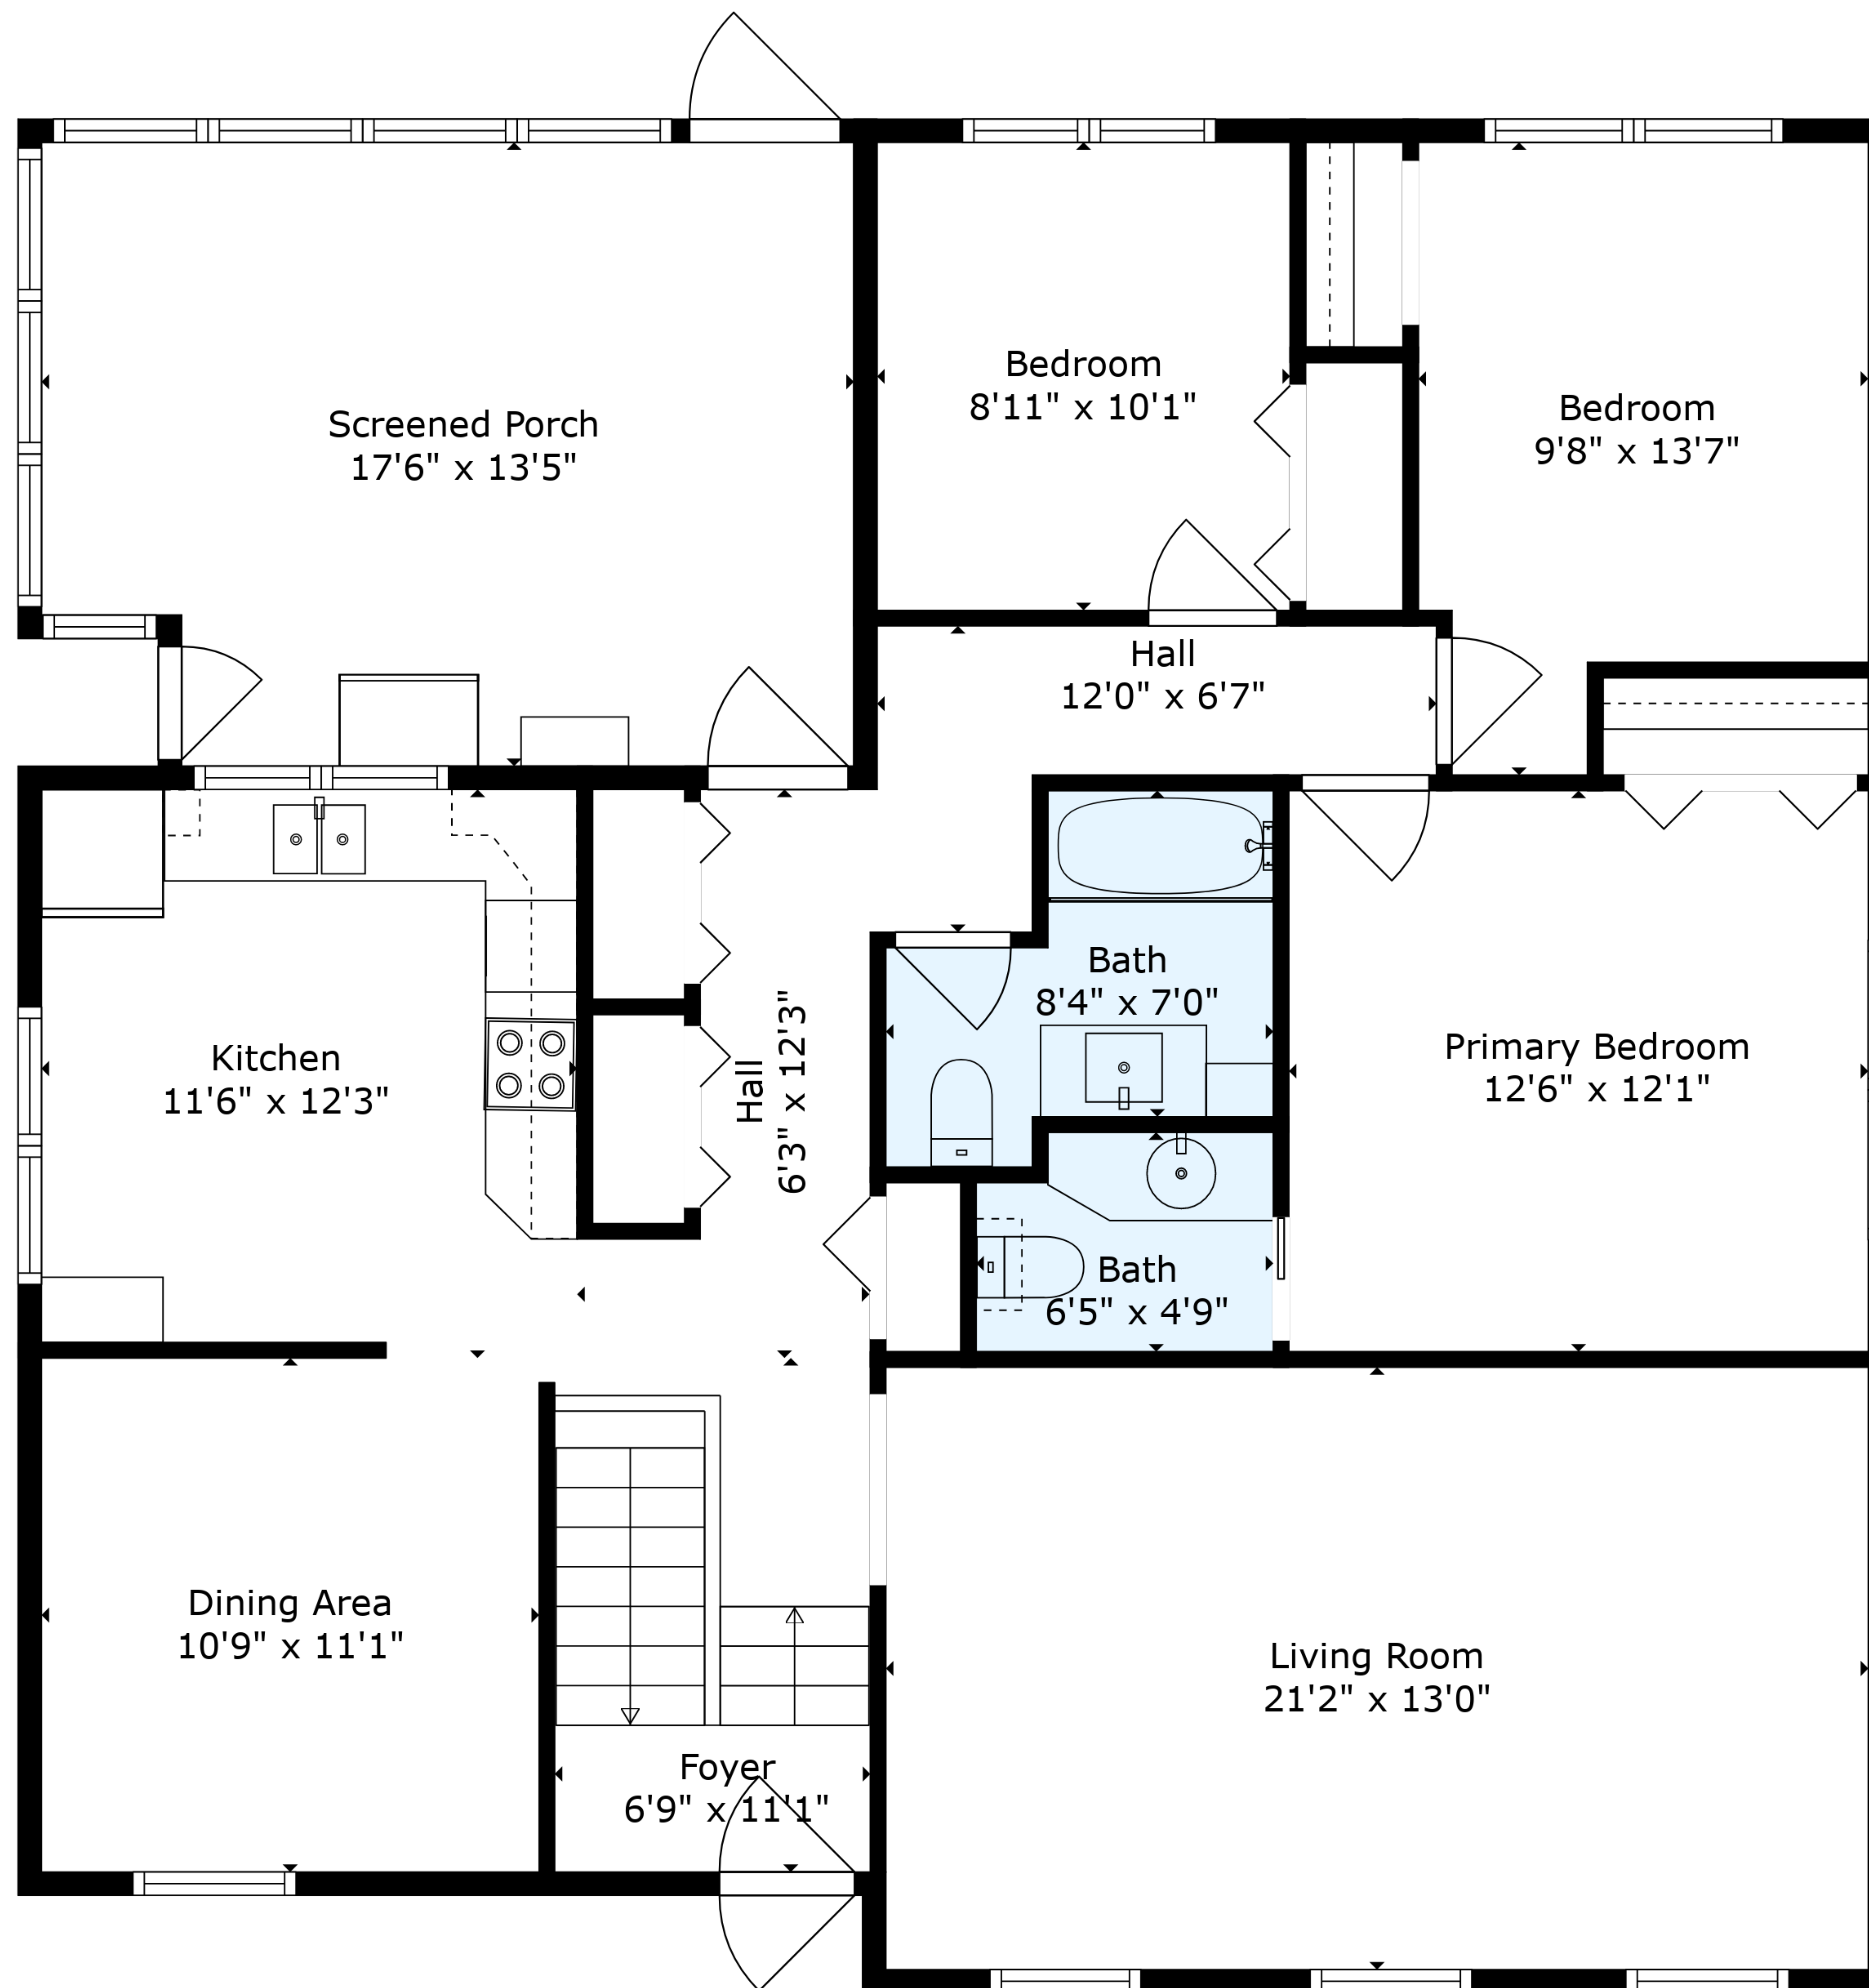 Bedroom
8'11" x 10'1"
Bedroom
9'8" x 13'7"
Screened Porch
17'6" x 13'5"
Hall
12'0" x 6'7"
Bath
8'4" x 7'0"
Kitchen
11'6" x 12'3"
Hall
6'3" x 12'3"
Primary Bedroom
12'6" x 12'1"
Bath
6'5" x 4'9"
Dining Area
10'9" x 11'1"
Living Room
21'2" x 13'0"
Foyer
6'9" x 11'1"